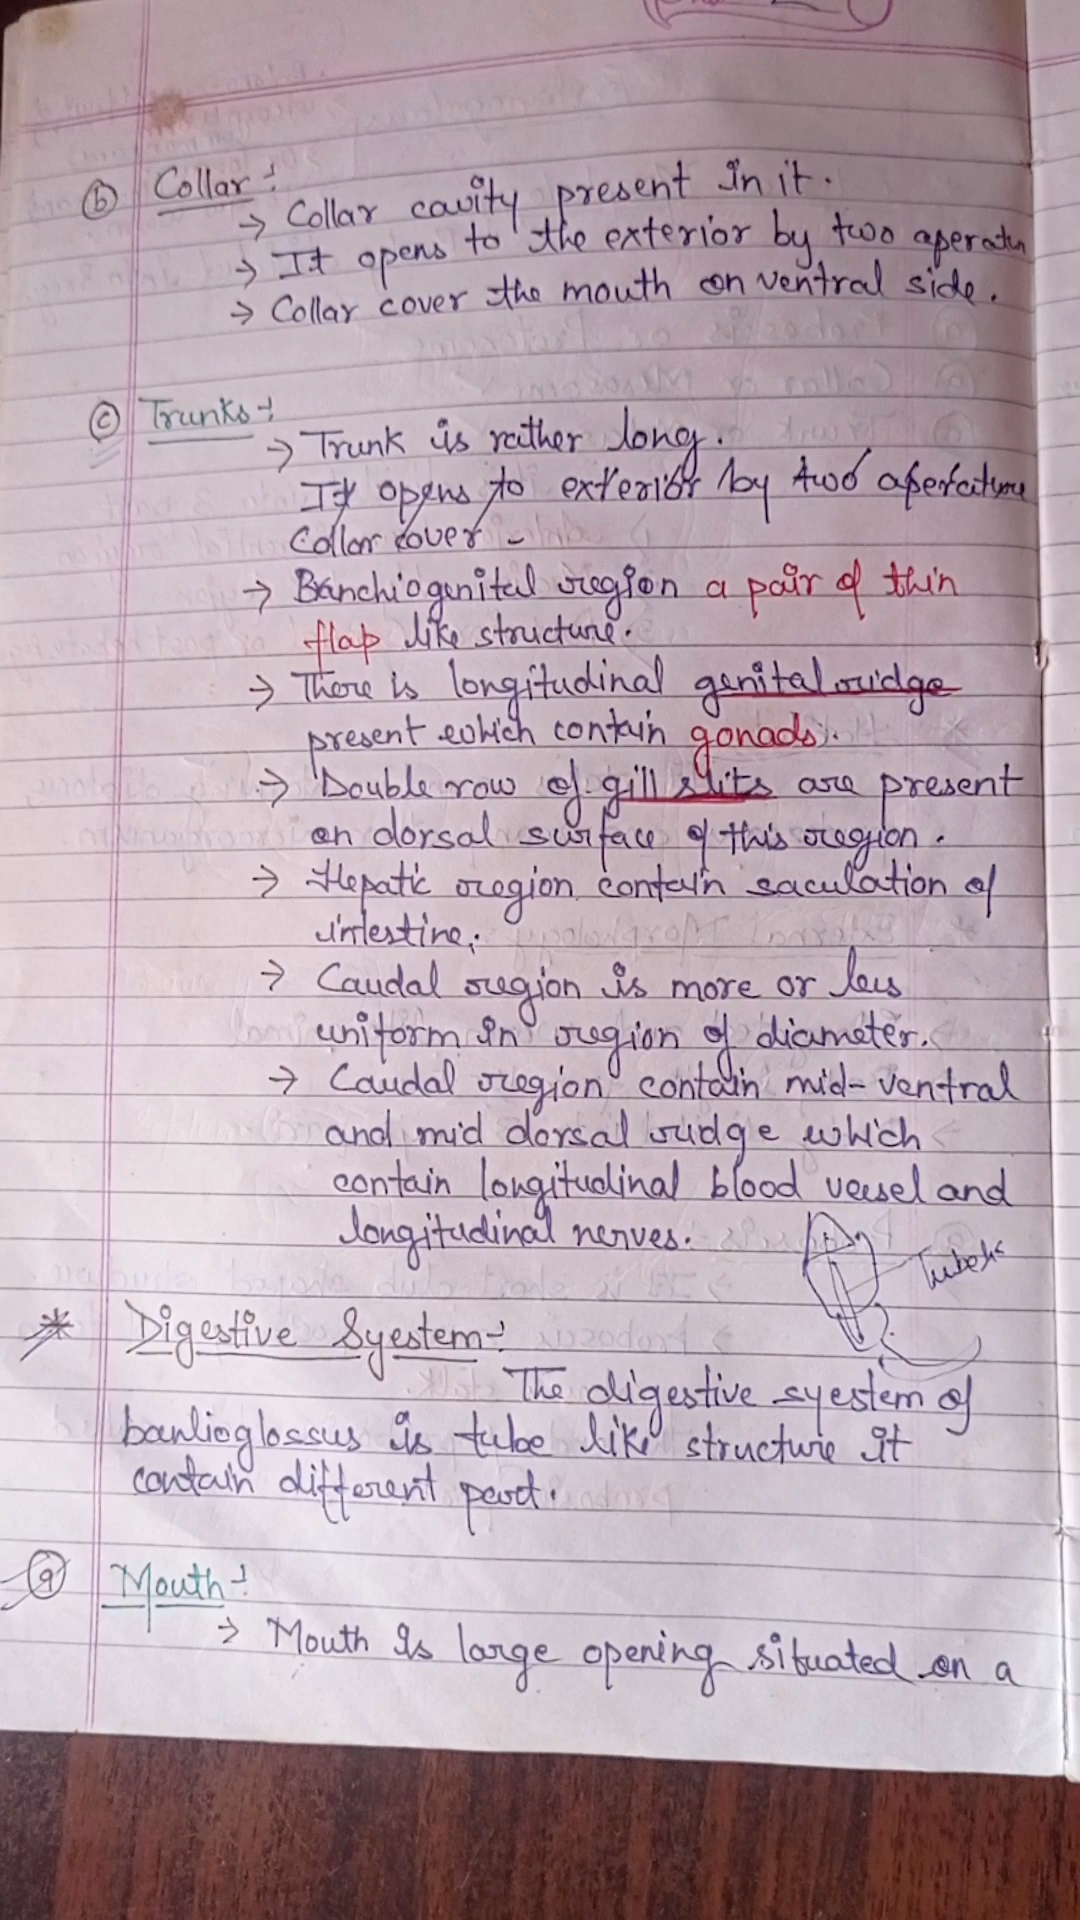 ⓑ Collar :
→ Collar cavity present in it.
→ It opens to the exterior by two
→ Collar cover the mouth on ventral side.
ⓒ Trunks :
→ Trunk is rather long.
It opens to exterior by two
Collar cover -
→ Banchiogenital region a pair of thin
flap like structure.
→ There is longitudinal genital ridge
present which contain gonads.
→ Double row of gill slits are present
on dorsal surface of this region.
→ Hepatic region contain saculation of
intestine.
→ Caudal region is more or less
uniform in region of diameter.
→ Caudal region contain mid-ventral
and mid dorsal rudge which
contain longitudinal blood vessel and
longitudinal nerves.
* Digestive Syestem :
The digestive syestem of
banlioglossus is tube like structure it
contain different part.
ⓐ Mouth :
→ Mouth is large opening situated on a